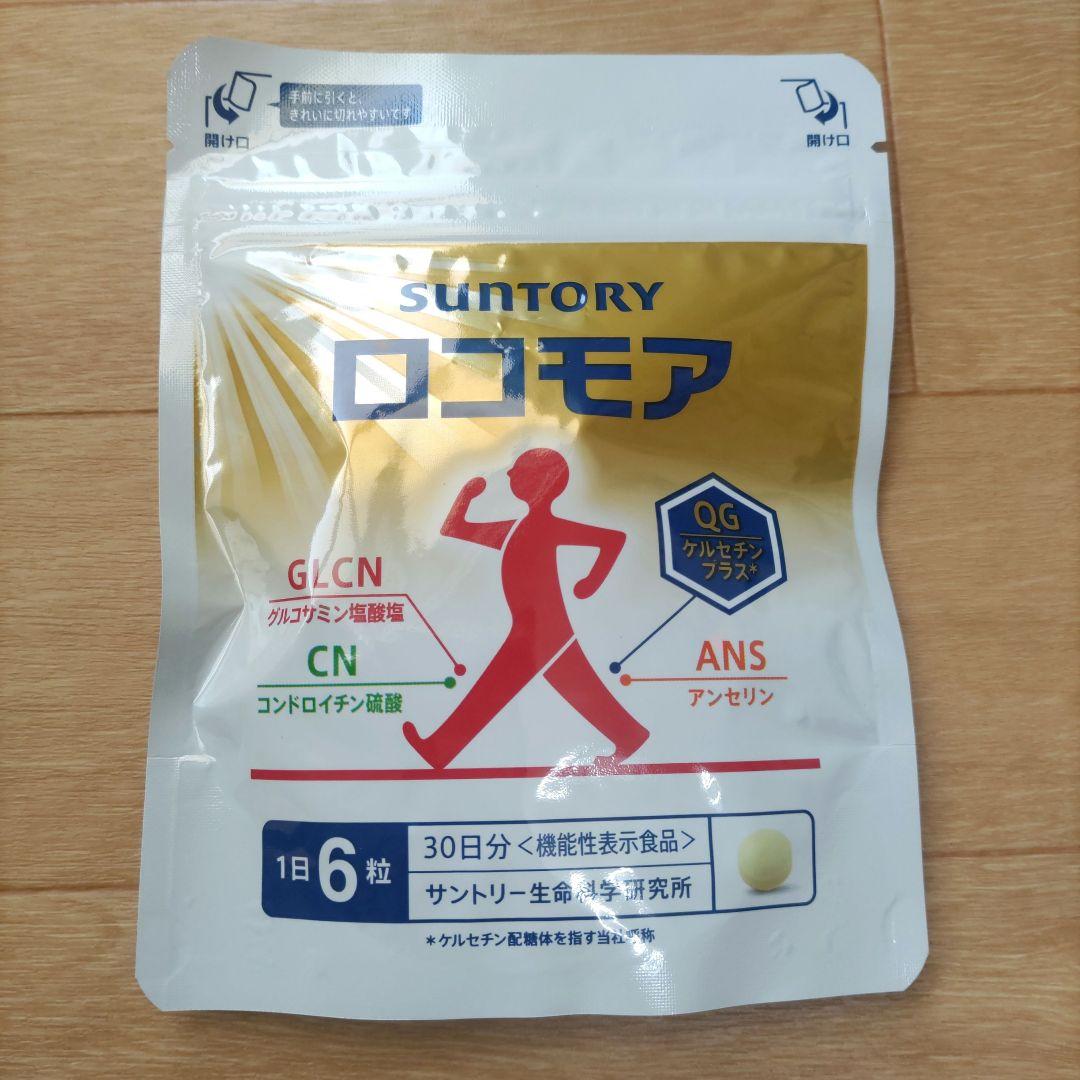 手前に引くと、
きれいに切れやすいです
開け口
開け口
SUNTORY
ロコモア
QG
ケルセチン
プラス*
GLCN
グルコサミン塩酸塩
CN
コンドロイチン硫酸
ANS
アンセリン
1日6粒
30日分<機能性表示食品>
サントリー生命科学研究所
*ケルセチン配糖体を指す当社呼称